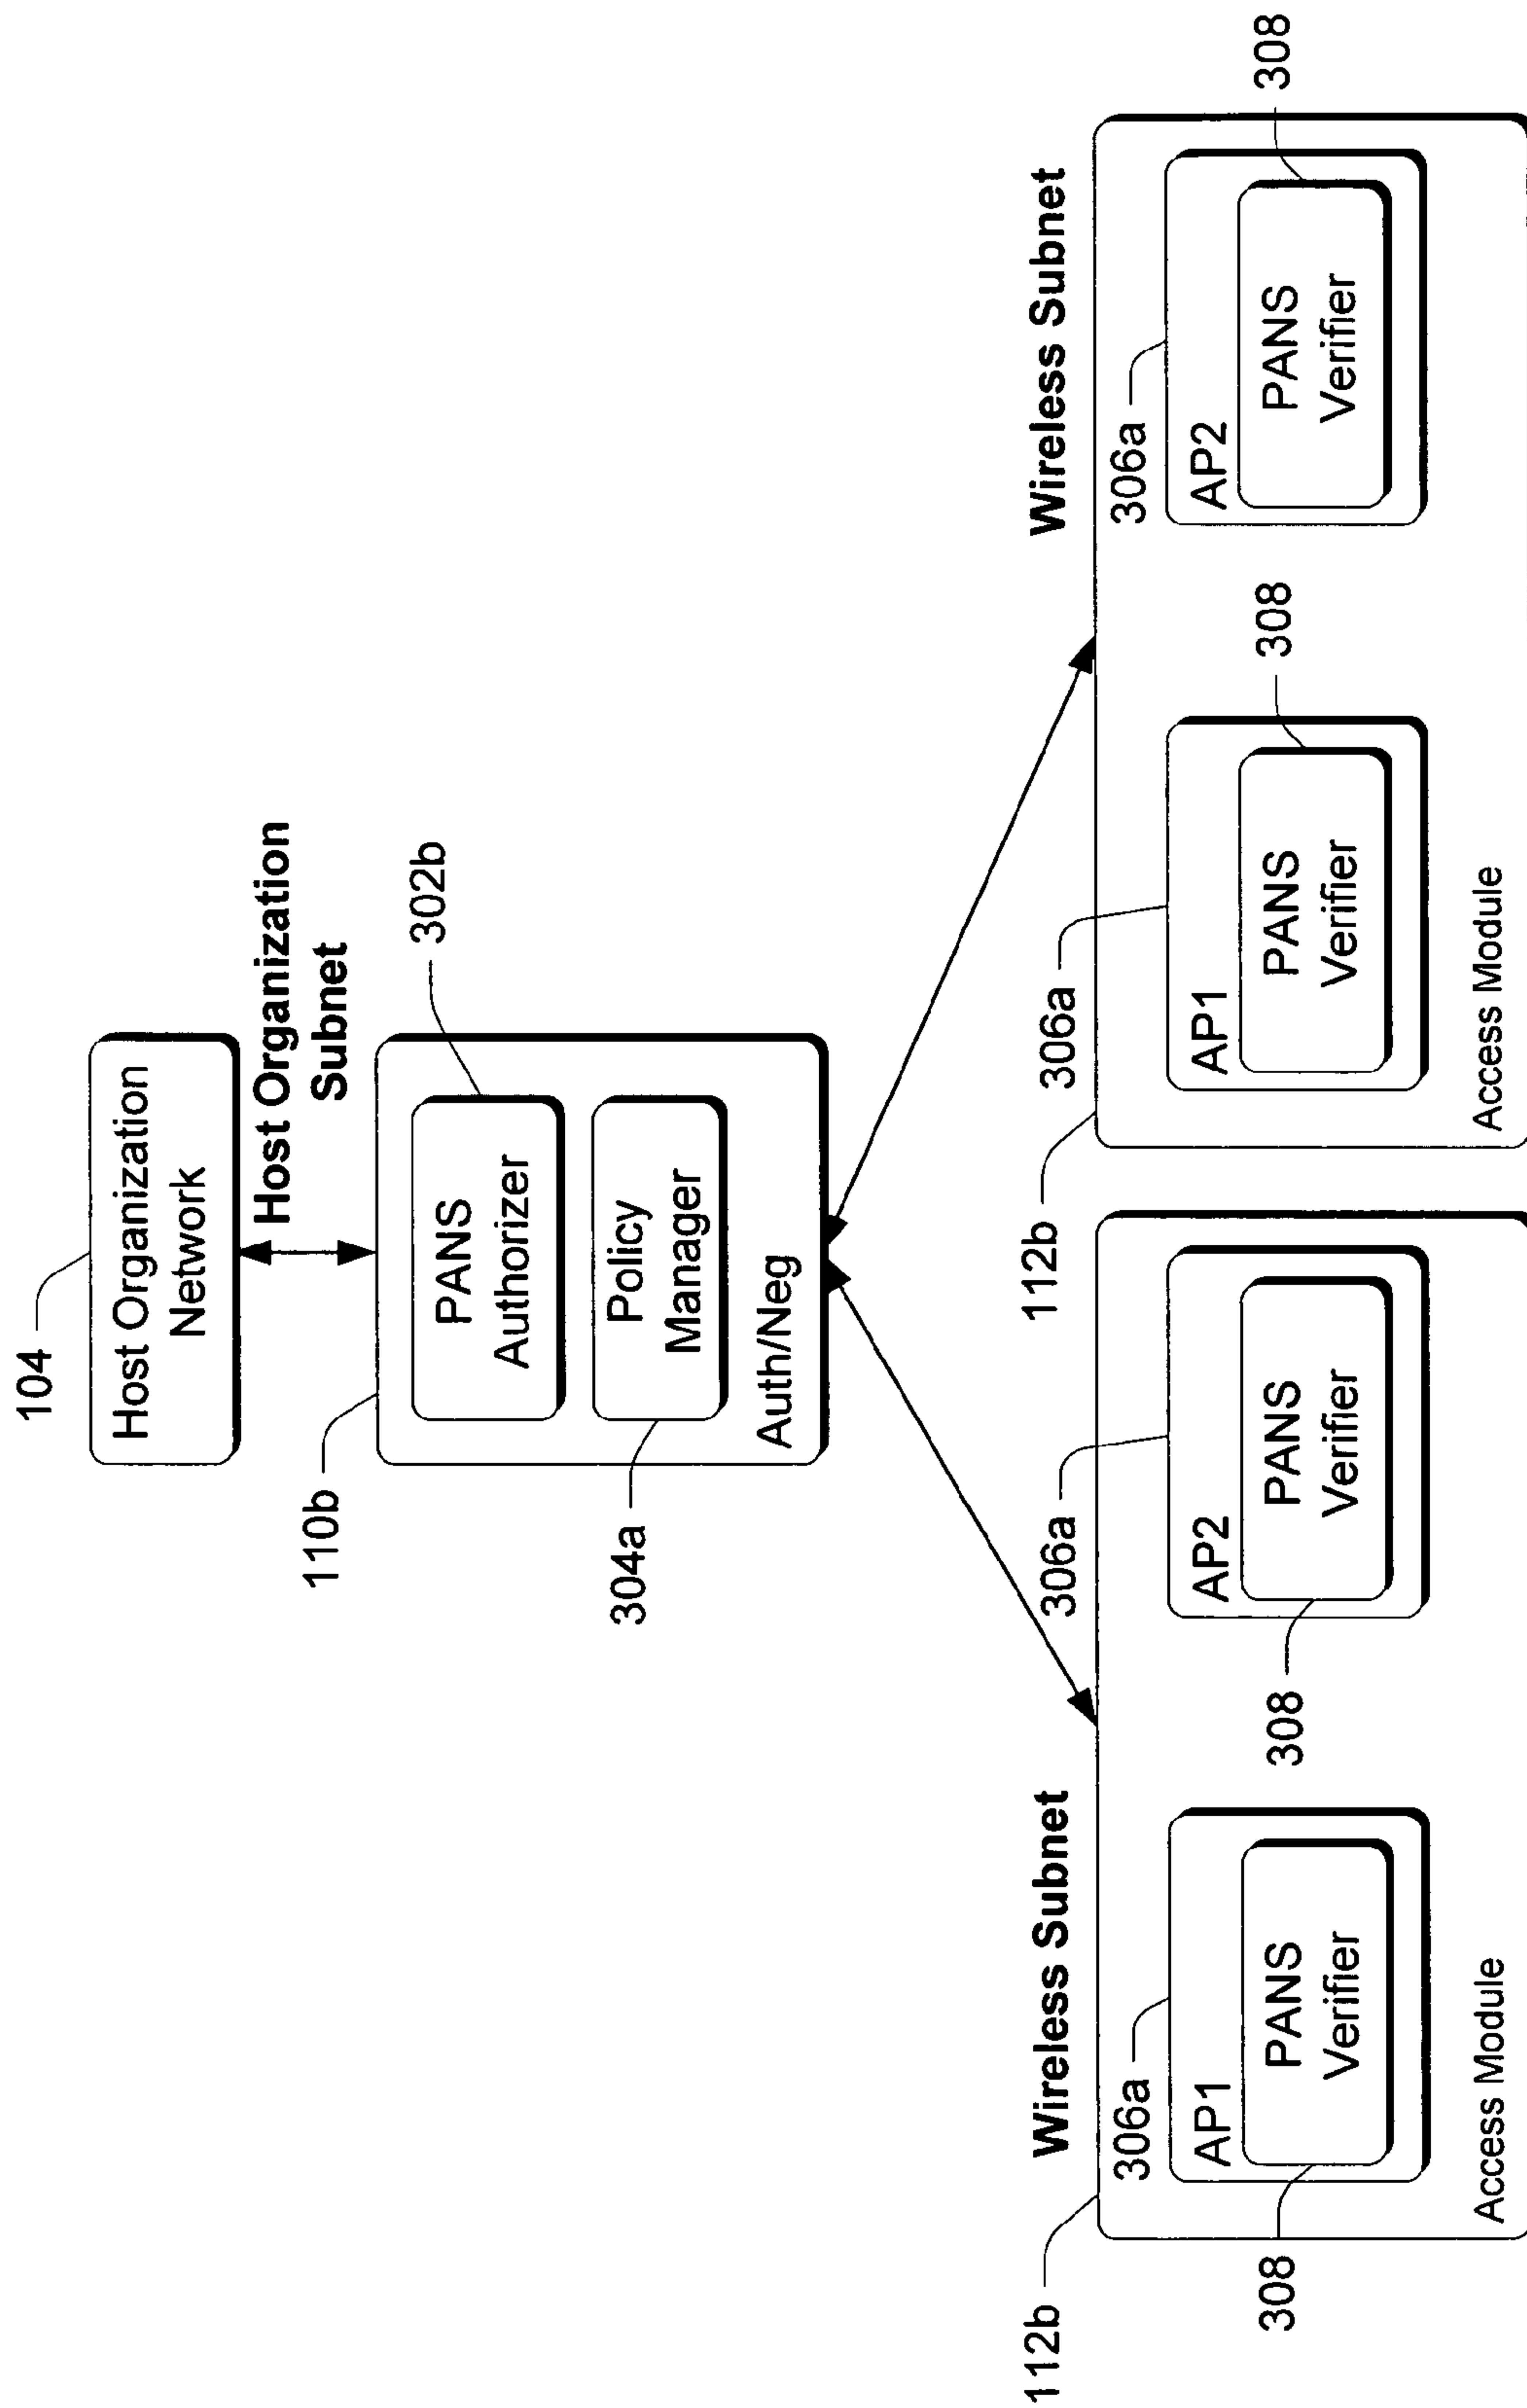 104
Host Organization
Network
Host Organization
Subnet
110b
302b
PANS
Authorizer
304a
Policy
Manager
Auth/Neg
Wireless Subnet
112b
306a
AP1
PANS
Verifier
308
306a
AP2
PANS
Verifier
308
Access Module
Wireless Subnet
112b
306a
AP1
PANS
Verifier
308
306a
AP2
PANS
Verifier
308
Access Module